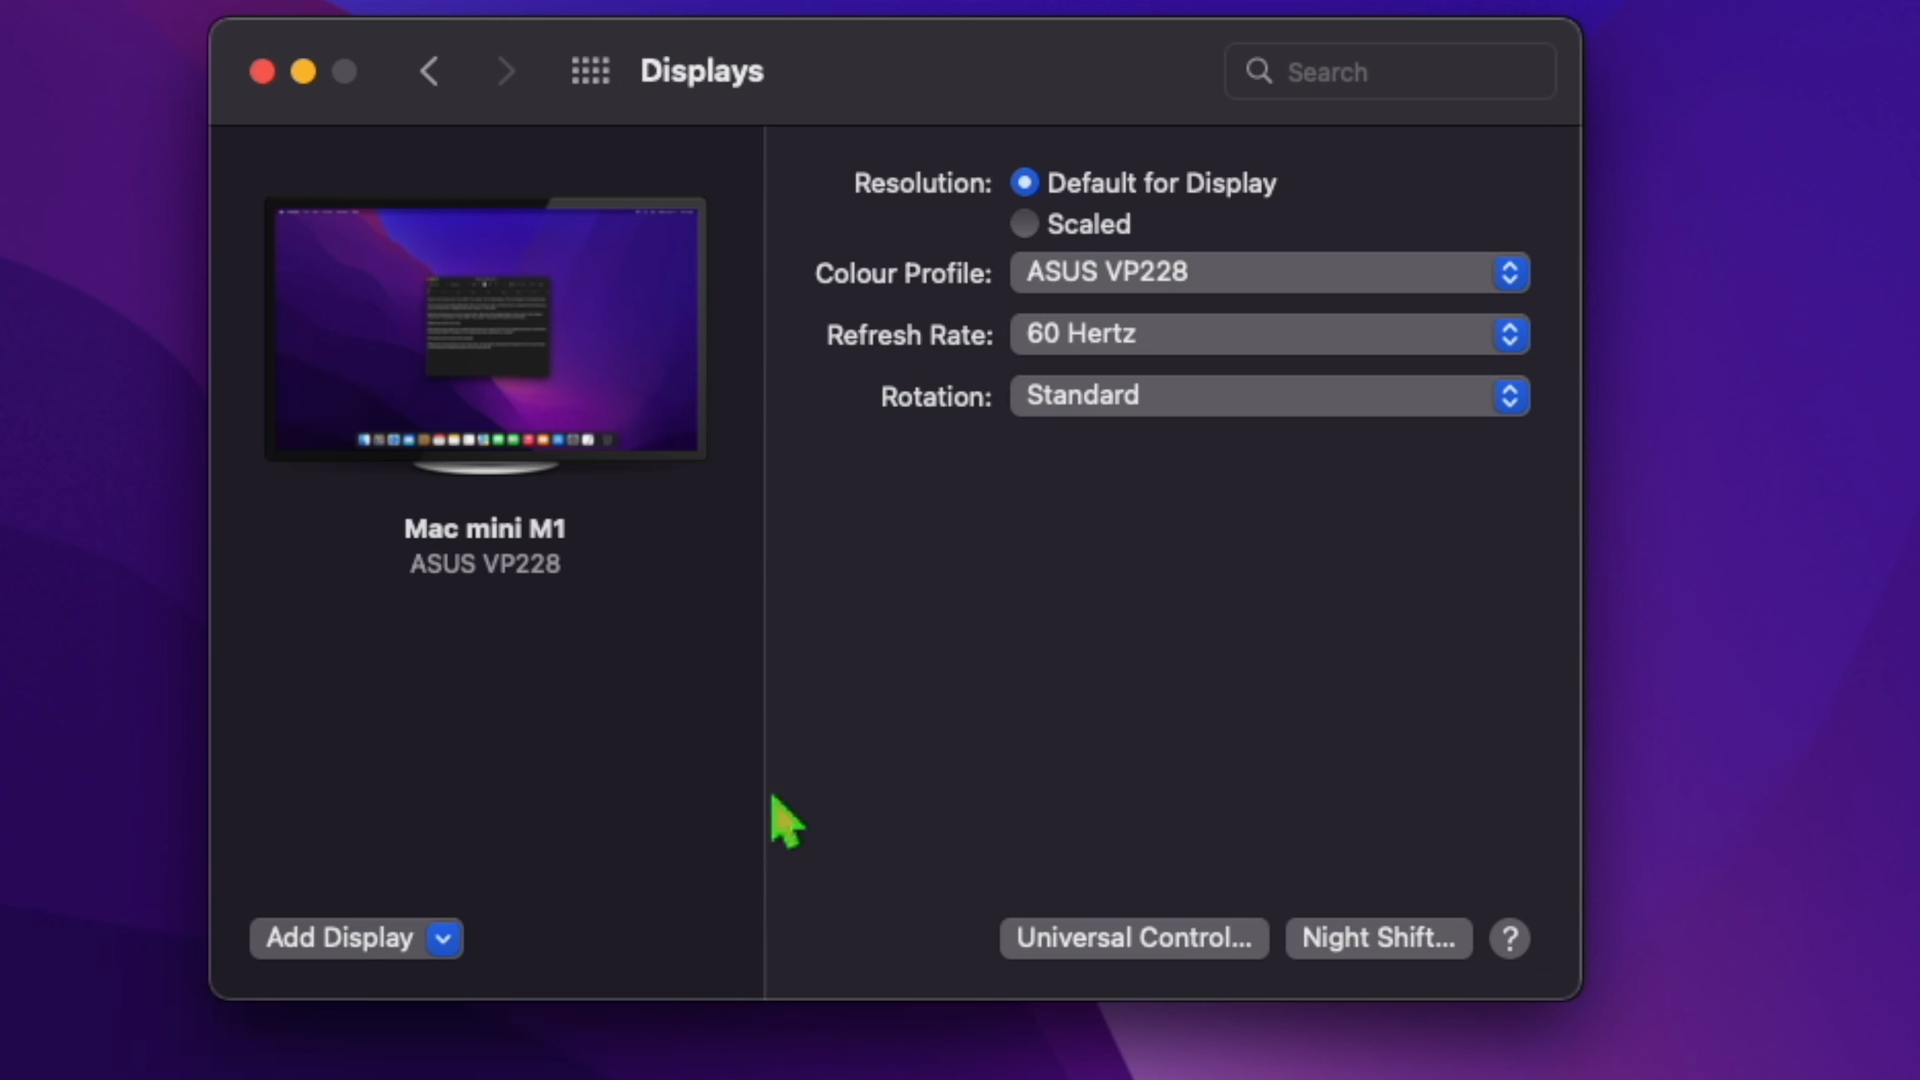 Displays
Search
Resolution:
Default for Display
Scaled
Colour Profile:
ASUS VP228
Refresh Rate:
60 Hertz
Rotation:
Standard
Mac mini M1
ASUS VP228
Add Display
Universal Control...
Night Shift...
?